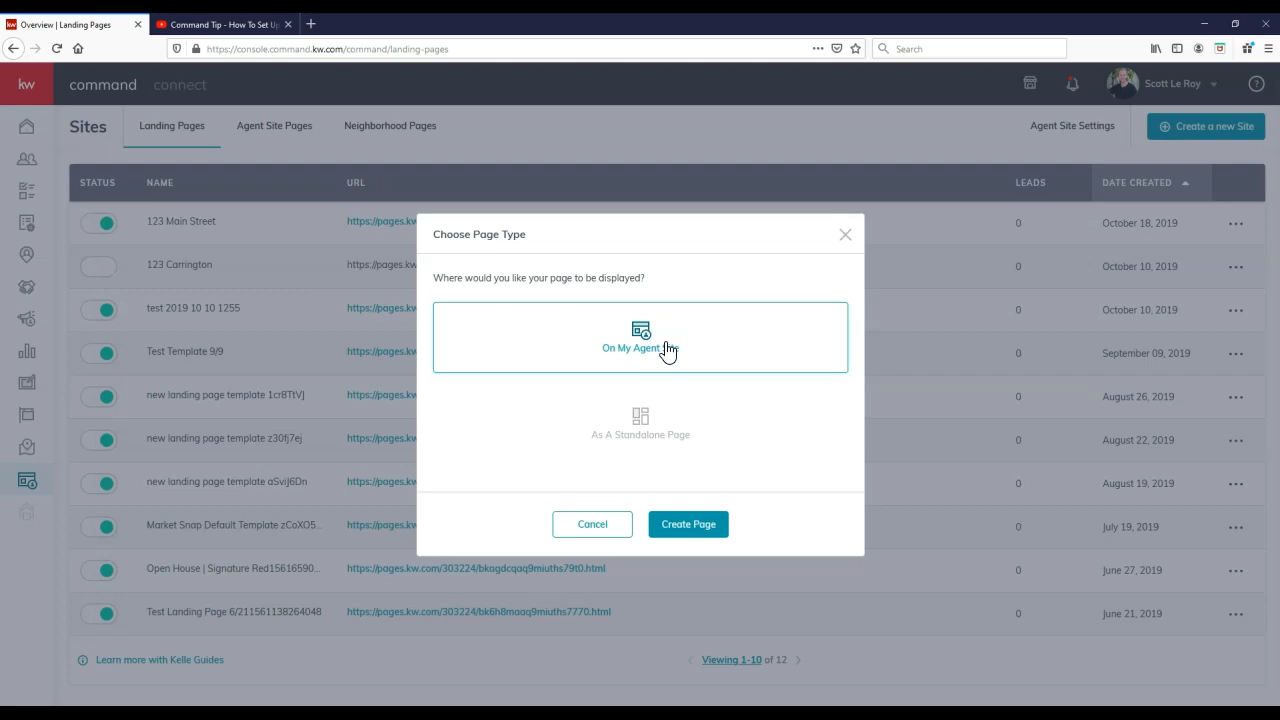 kw Overview | Landing Pages
Command Tip - How To Set Up
https://console.command.kw.com/command/landing-pages
Search
kw
command connect
Scott Le Roy
Sites
Landing Pages
Agent Site Pages
Neighborhood Pages
Agent Site Settings
Create a new Site
STATUS NAME URL LEADS DATE CREATED
123 Main Street https://pages.kw 0 October 18, 2019
123 Carrington https://pages.kw 0 October 10, 2019
test 2019 10 10 1255 https://pages.kw 0 October 10, 2019
Test Template 9/9 https://pages.kw 0 September 09, 2019
new landing page template 1cr8TtVJ https://pages.kw 0 August 26, 2019
new landing page template z30fj7ej https://pages.kw 0 August 22, 2019
new landing page template aSviJ6Dn https://pages.kw 0 August 19, 2019
Market Snap Default Template zCoXO5... https://pages.kw 0 July 19, 2019
Open House | Signature Red15616590... https://pages.kw.com/303224/bkagdcqaq9miuths79t0.html 0 June 27, 2019
Test Landing Page 6/211561138264048 https://pages.kw.com/303224/bk6h8maaq9miuths7770.html 0 June 21, 2019
Choose Page Type
Where would you like your page to be displayed?
On My Agent
As A Standalone Page
Cancel
Create Page
Learn more with Kelle Guides
Viewing 1-10 of 12